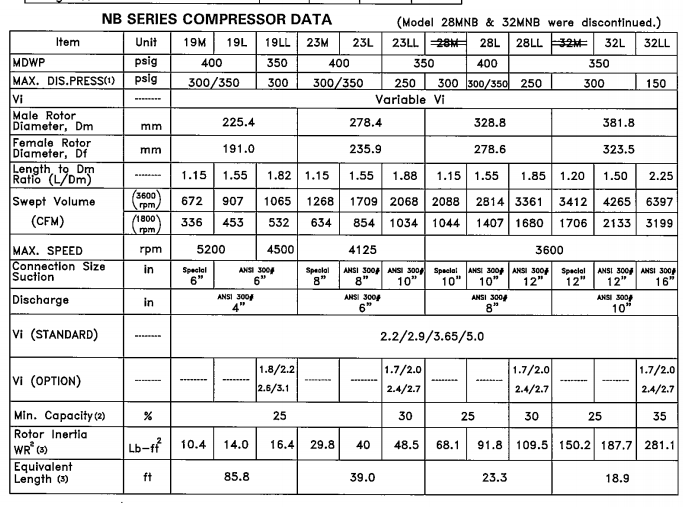 NB SERIES COMPRESSOR DATA (Model 28MNB & 32MNB were discontinued.)
Item Unit 19M 19L 19LL 23M 23L 23LL 28M 28L 28LL 32M 32L 32LL
MDWP psig 400 350 400 350 400 350
MAX. DIS.PRESS(1) psig 300/350 300 300/350 250 300 300/350 250 300 150
Vi -------- Variable Vi
Male Rotor Diameter, Dm mm 225.4 278.4 328.8 381.8
Female Rotor Diameter, Df mm 191.0 235.9 278.6 323.5
Length to Dm Ratio (L/Dm) -------- 1.15 1.55 1.82 1.15 1.55 1.88 1.15 1.55 1.85 1.20 1.50 2.25
Swept Volume (3600 rpm) 672 907 1065 1268 1709 2068 2088 2814 3361 3412 4265 6397
(CFM) (1800 rpm) 336 453 532 634 854 1034 1044 1407 1680 1706 2133 3199
MAX. SPEED rpm 5200 4500 4125 3600
Connection Size Suction in Special 6" ANSI 300# 6" Special 8" ANSI 300# 8" ANSI 300# 10" Special 10" ANSI 300# 10" ANSI 300# 12" Special 12" ANSI 300# 12" ANSI 300# 16"
Discharge in ANSI 300# 4" ANSI 300# 6" ANSI 300# 8" ANSI 300# 10"
Vi (STANDARD) -------- 2.2/2.9/3.65/5.0
Vi (OPTION) -------- -------- -------- 1.8/2.2 2.6/3.1 -------- -------- 1.7/2.0 2.4/2.7 -------- -------- 1.7/2.0 2.4/2.7 -------- -------- 1.7/2.0 2.4/2.7
Min. Capacity(2) % 25 30 25 30 25 35
Rotor Inertia WR² (3) Lb-ft² 10.4 14.0 16.4 29.8 40 48.5 68.1 91.8 109.5 150.2 187.7 281.1
Equivalent Length (3) ft 85.8 39.0 23.3 18.9